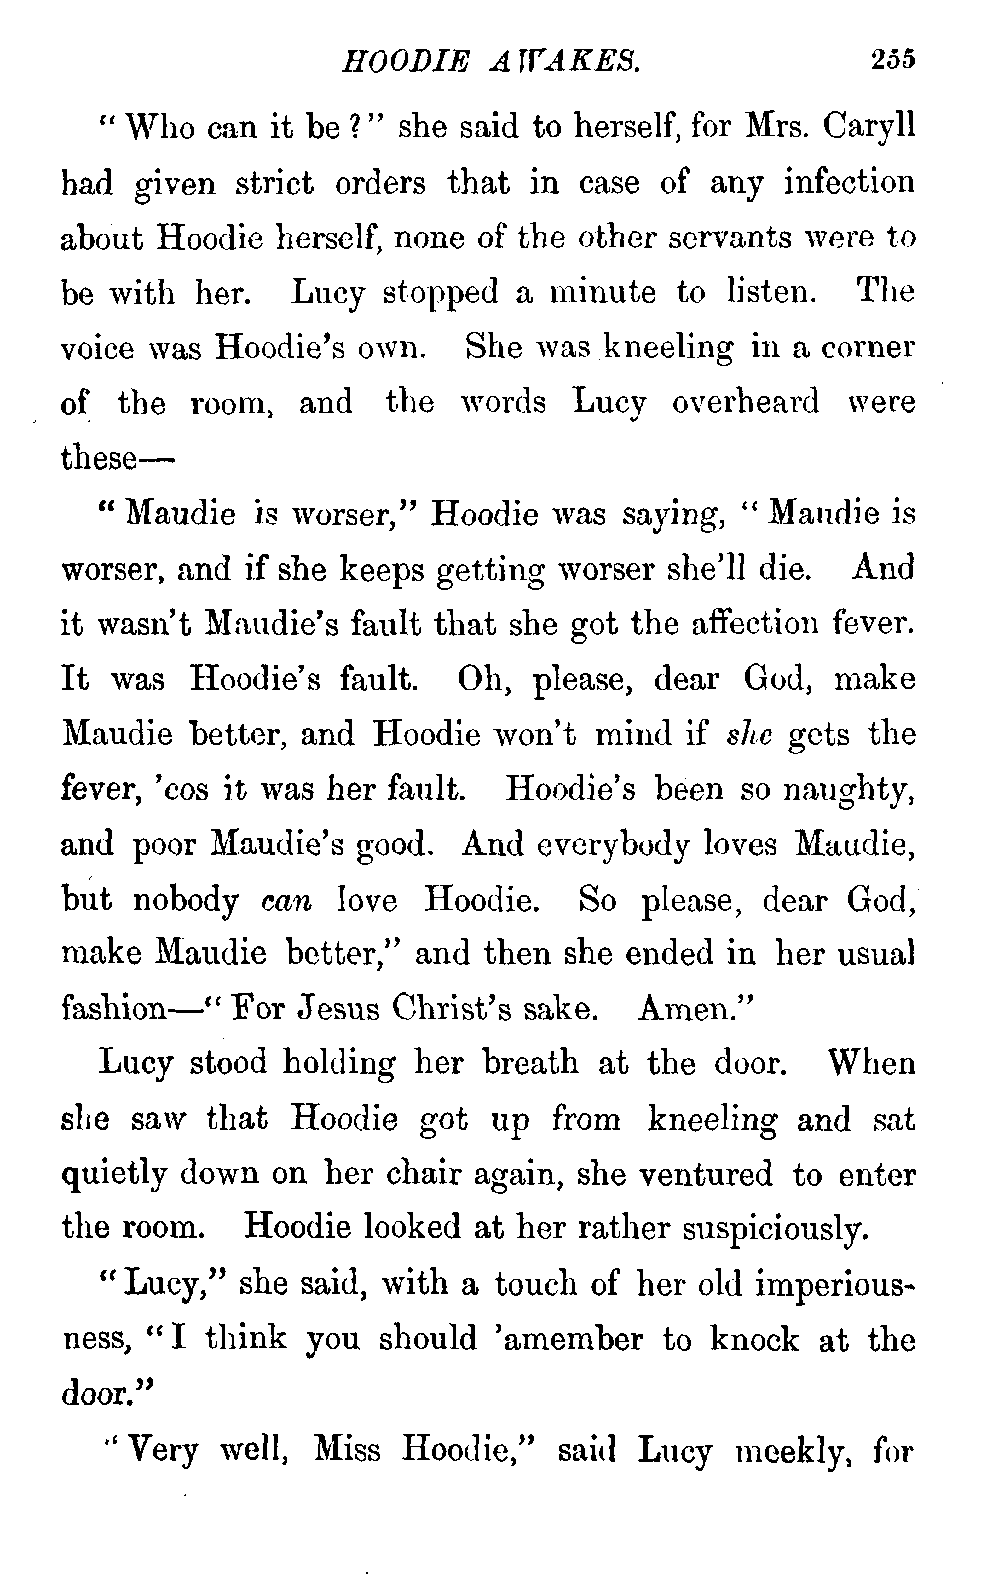 HOODIE AWAKES. 255
“Who can it be?” she said to herself, for Mrs. Caryll
had given strict orders that in case of any infection
about Hoodie herself, none of the other servants were to
be with her. Lucy stopped a minute to listen. The
voice was Hoodie’s own. She was kneeling in a corner
of the room, and the words Lucy overheard were
these—
“Maudie is worser,” Hoodie was saying, “Maudie is
worser, and if she keeps getting worser she’ll die. And
it wasn’t Maudie’s fault that she got the affection fever.
It was Hoodie’s fault. Oh, please, dear God, make
Maudie better, and Hoodie won’t mind if she gets the
fever, ’cos it was her fault. Hoodie’s been so naughty,
and poor Maudie’s good. And everybody loves Maudie,
but nobody can love Hoodie. So please, dear God,
make Maudie better,” and then she ended in her usual
fashion—“For Jesus Christ’s sake. Amen.”
Lucy stood holding her breath at the door. When
she saw that Hoodie got up from kneeling and sat
quietly down on her chair again, she ventured to enter
the room. Hoodie looked at her rather suspiciously.
“Lucy,” she said, with a touch of her old imperious-
ness, “I think you should ’amember to knock at the
door.”
“Very well, Miss Hoodie,” said Lucy meekly, for